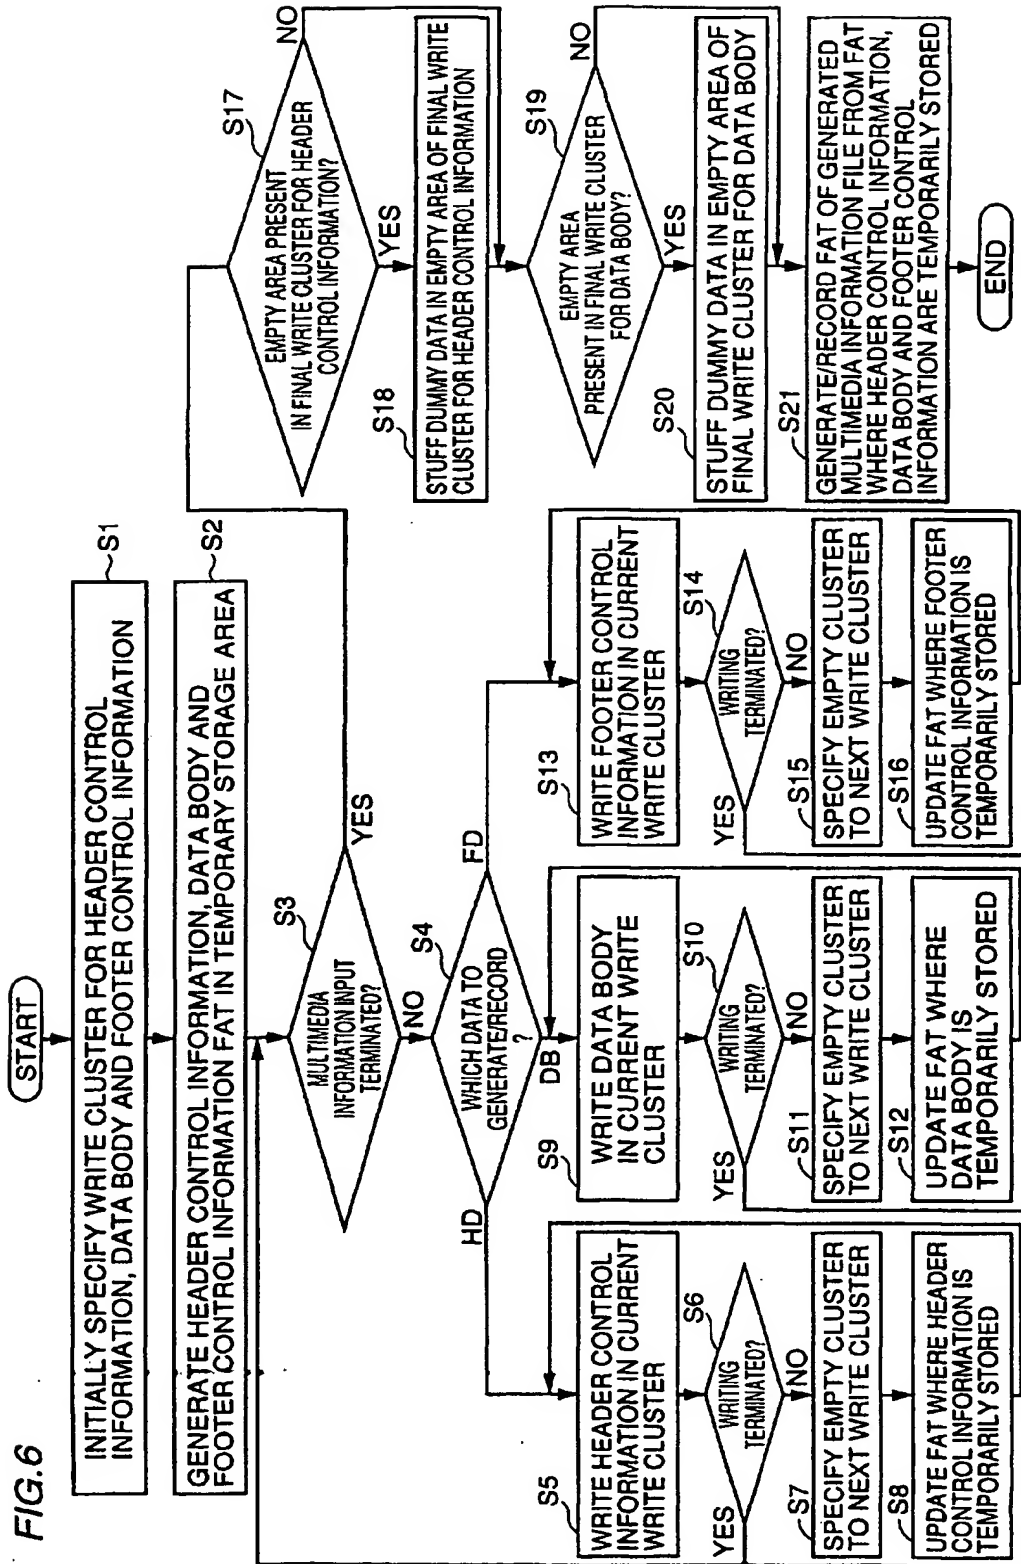 FIG.6
START
INITIALLY SPECIFY WRITE CLUSTER FOR HEADER CONTROL
INFORMATION, DATA BODY AND FOOTER CONTROL INFORMATION
S1
GENERATE HEADER CONTROL INFORMATION, DATA BODY AND
FOOTER CONTROL INFORMATION FAT IN TEMPORARY STORAGE AREA
S2
S3
MULTIMEDIA
INFORMATION INPUT
TERMINATED?
YES
NO
S4
WHICH DATA TO
GENERATE/RECORD
?
HD
DB
FD
S5
WRITE HEADER CONTROL
INFORMATION IN CURRENT
WRITE CLUSTER
S6
WRITING
TERMINATED?
YES
NO
S7
SPECIFY EMPTY CLUSTER
TO NEXT WRITE CLUSTER
S8
UPDATE FAT WHERE HEADER
CONTROL INFORMATION IS
TEMPORARILY STORED
S9
WRITE DATA BODY
IN CURRENT WRITE
CLUSTER
S10
WRITING
TERMINATED?
YES
NO
S11
SPECIFY EMPTY CLUSTER
TO NEXT WRITE CLUSTER
S12
UPDATE FAT WHERE
DATA BODY IS
TEMPORARILY STORED
S13
WRITE FOOTER CONTROL
INFORMATION IN CURRENT
WRITE CLUSTER
S14
WRITING
TERMINATED?
YES
NO
S15
SPECIFY EMPTY CLUSTER
TO NEXT WRITE CLUSTER
S16
UPDATE FAT WHERE FOOTER
CONTROL INFORMATION IS
TEMPORARILY STORED
S17
EMPTY AREA PRESENT
IN FINAL WRITE CLUSTER FOR HEADER
CONTROL INFORMATION?
NO
YES
S18
STUFF DUMMY DATA IN EMPTY AREA OF FINAL WRITE
CLUSTER FOR HEADER CONTROL INFORMATION
S19
EMPTY AREA
PRESENT IN FINAL WRITE CLUSTER
FOR DATA BODY?
NO
YES
S20
STUFF DUMMY DATA IN EMPTY AREA OF
FINAL WRITE CLUSTER FOR DATA BODY
S21
GENERATE/RECORD FAT OF GENERATED
MULTIMEDIA INFORMATION FILE FROM FAT
WHERE HEADER CONTROL INFORMATION,
DATA BODY AND FOOTER CONTROL
INFORMATION ARE TEMPORARILY STORED
END